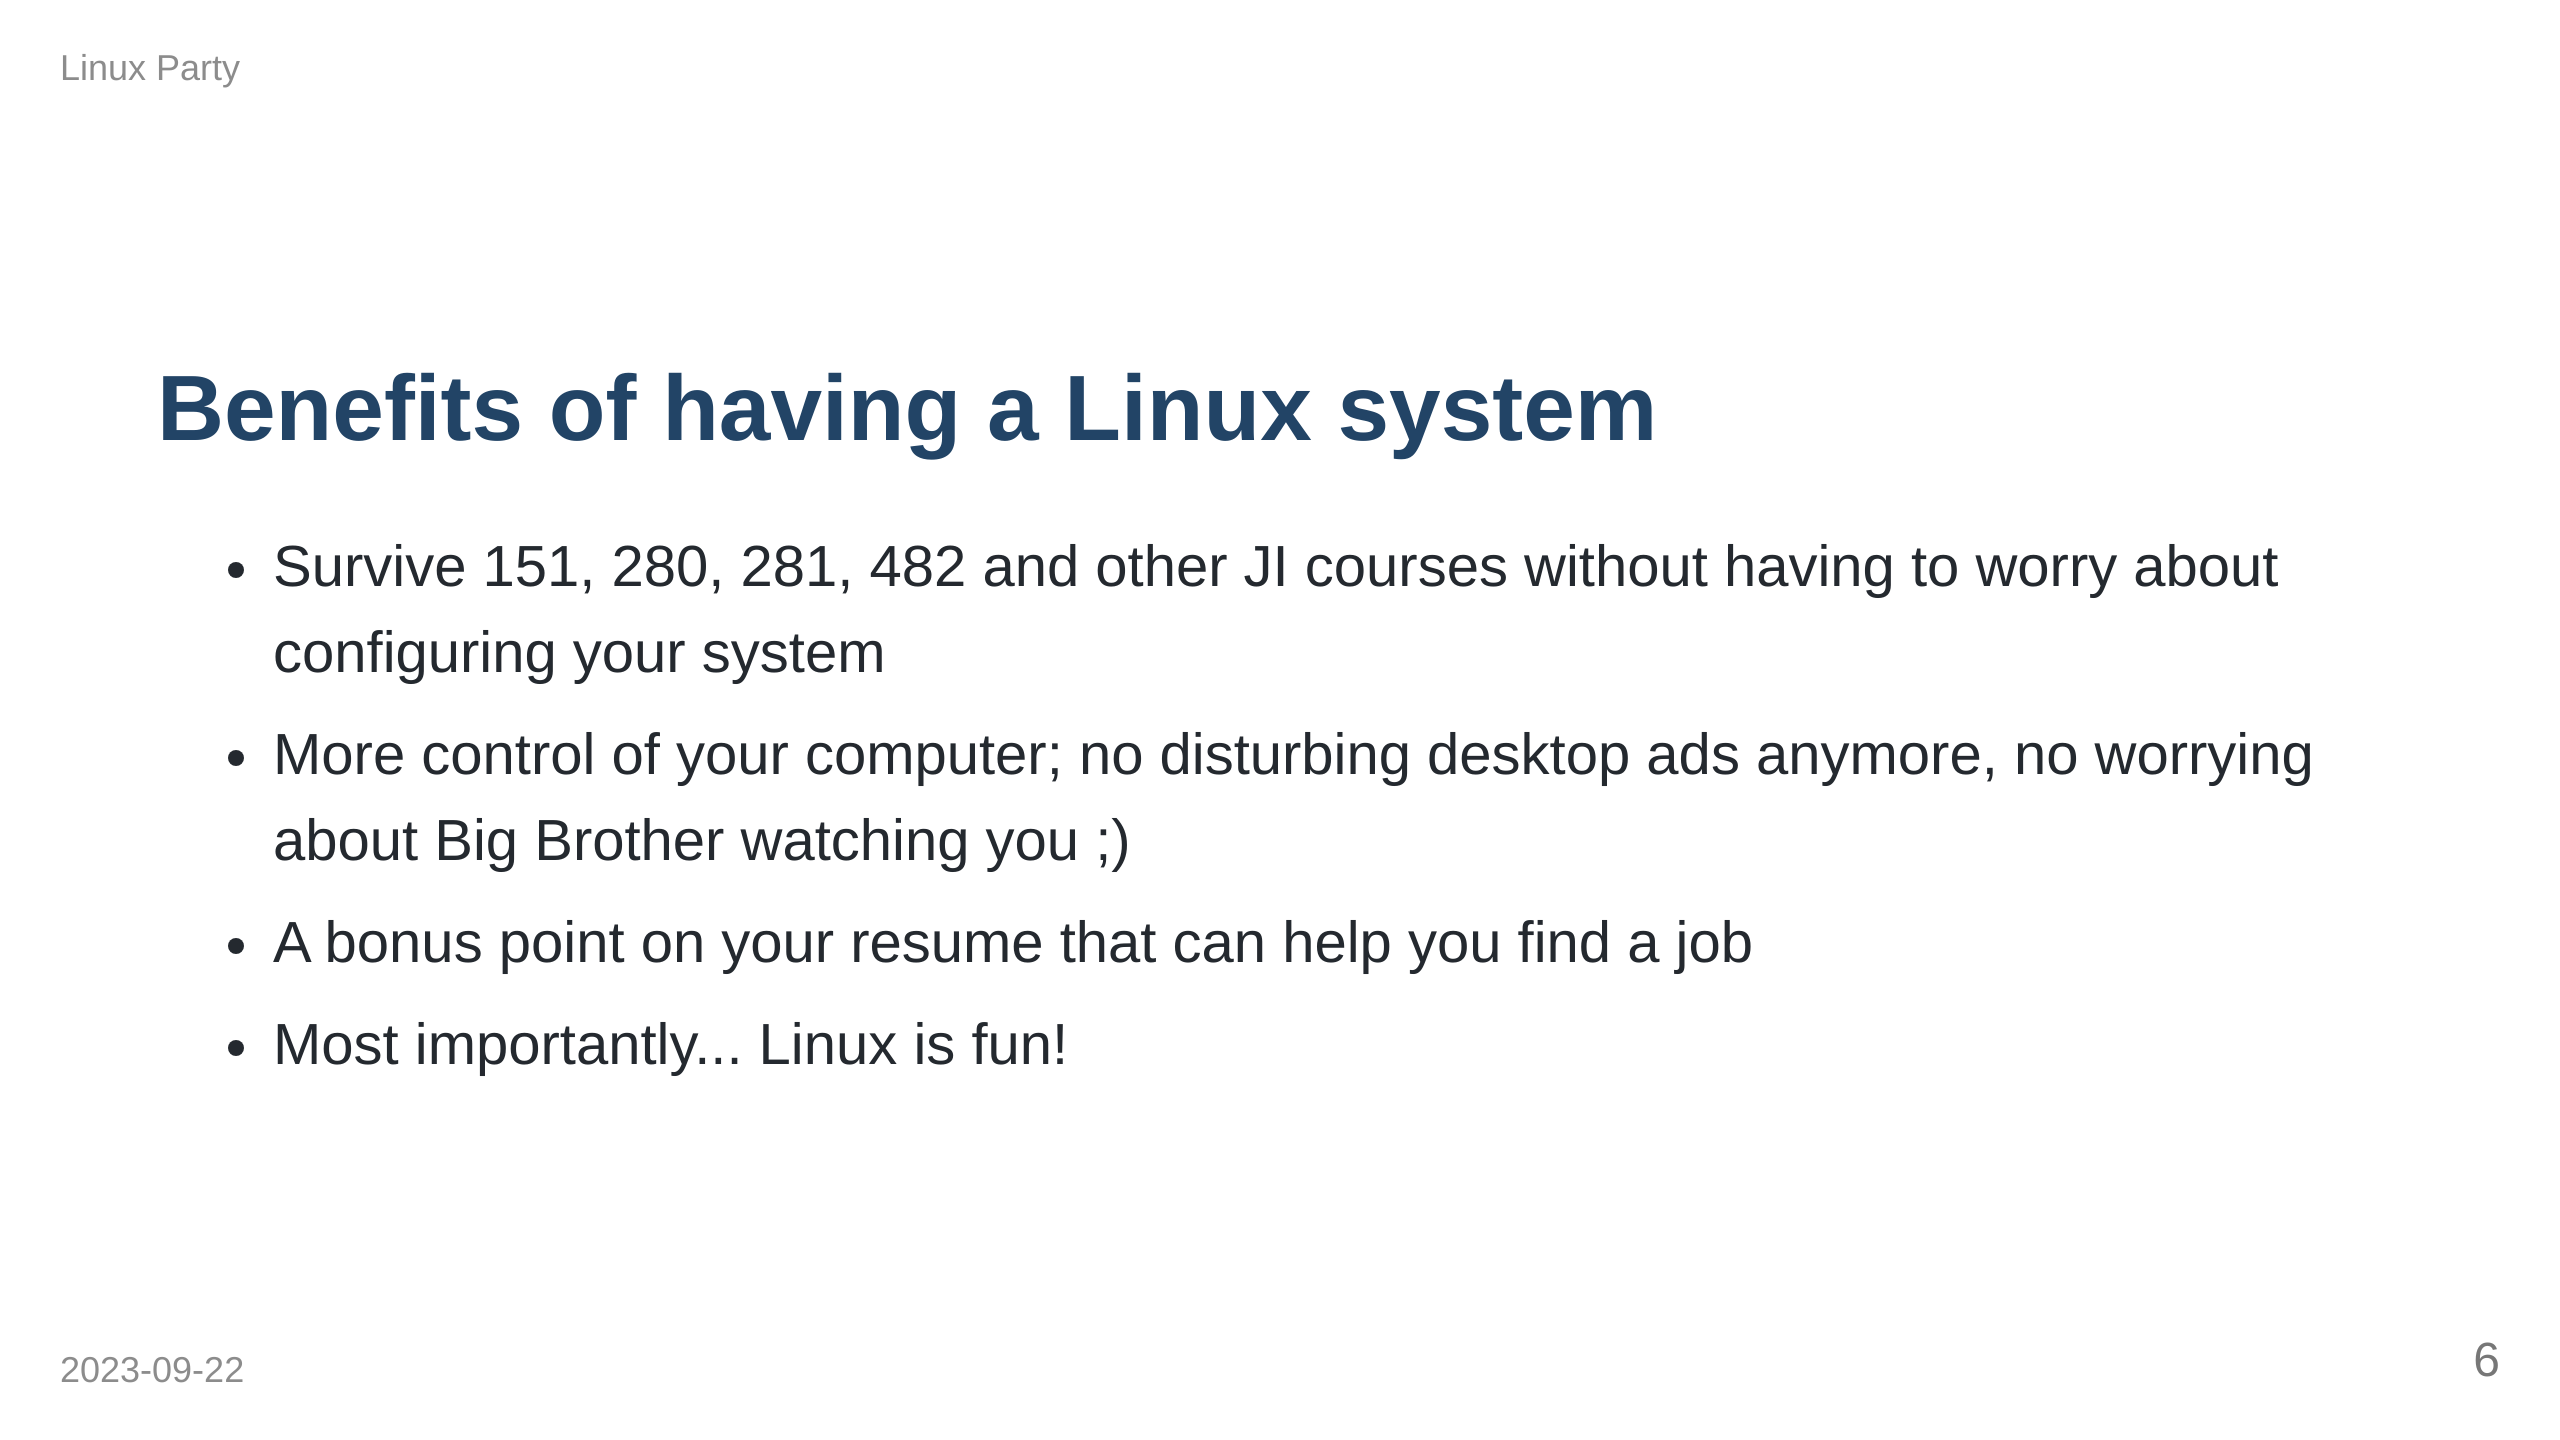 Linux Party
Benefits of having a Linux system
• Survive 151, 280, 281, 482 and other JI courses without having to worry about
configuring your system
• More control of your computer; no disturbing desktop ads anymore, no worrying
about Big Brother watching you ;)
• A bonus point on your resume that can help you find a job
• Most importantly... Linux is fun!
2023-09-22
6